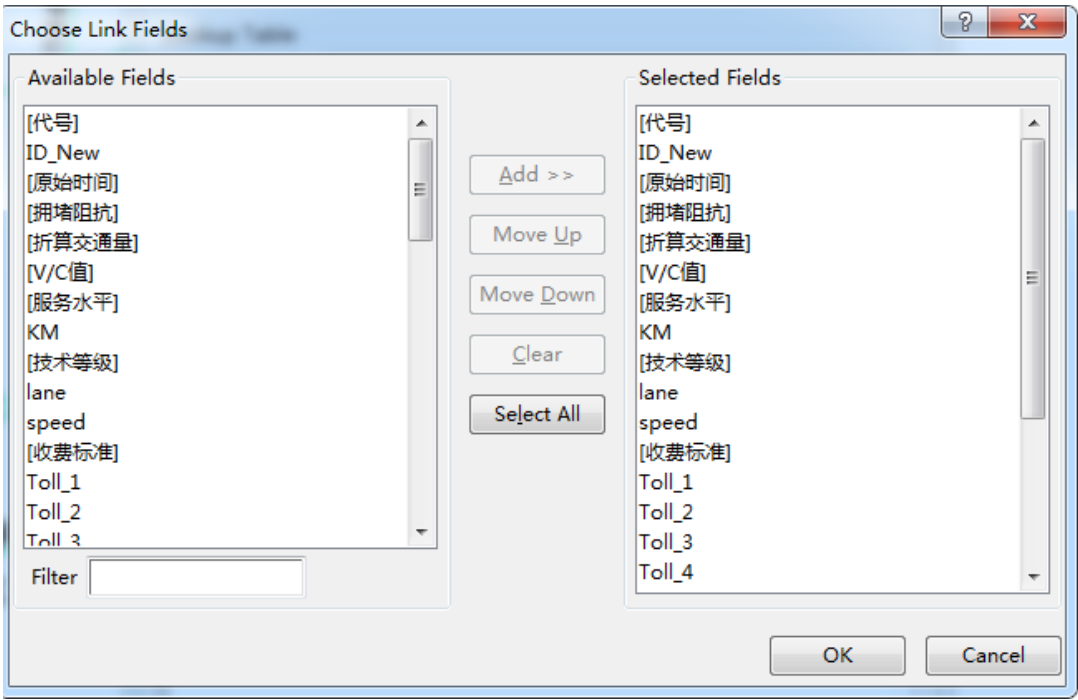 Choose Link Fields
Available Fields
[代号]
ID_New
[原始时间]
[拥堵阻抗]
[折算交通量]
[V/C值]
[服务水平]
KM
[技术等级]
lane
speed
[收费标准]
Toll_1
Toll_2
Toll_3
Filter
Add >>
Move Up
Move Down
Clear
Select All
Selected Fields
[代号]
ID_New
[原始时间]
[拥堵阻抗]
[折算交通量]
[V/C值]
[服务水平]
KM
[技术等级]
lane
speed
[收费标准]
Toll_1
Toll_2
Toll_3
Toll_4
OK
Cancel